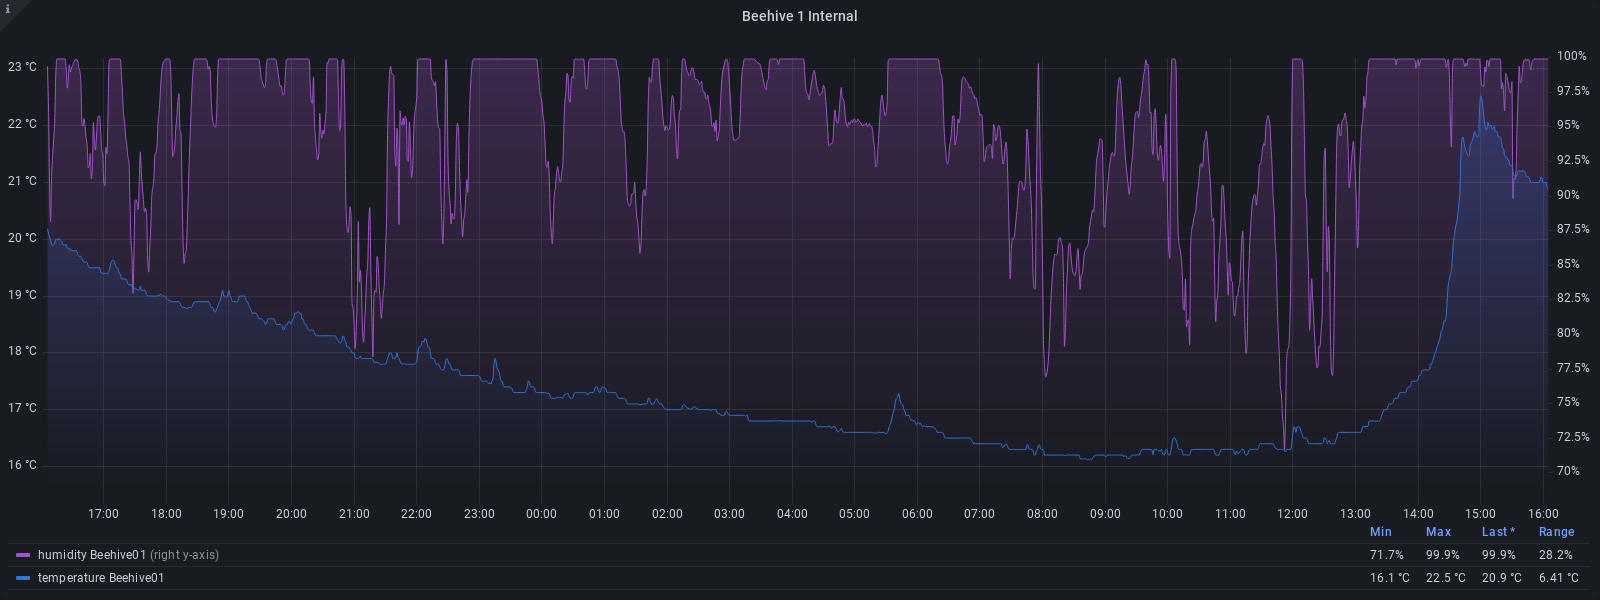 i
Beehive 1 Internal
23 °C
22 °C
21 °C
20 °C
19 °C
18 °C
17 °C
16 °C
100%
97.5%
95%
92.5%
90%
87.5%
85%
82.5%
80%
77.5%
75%
72.5%
70%
17:00 18:00 19:00 20:00 21:00 22:00 23:00 00:00 01:00 02:00 03:00 04:00 05:00 06:00 07:00 08:00 09:00 10:00 11:00 12:00 13:00 14:00 15:00 16:00
Min Max Last * Range
humidity Beehive01 (right y-axis) 71.7% 99.9% 99.9% 28.2%
temperature Beehive01 16.1 °C 22.5 °C 20.9 °C 6.41 °C